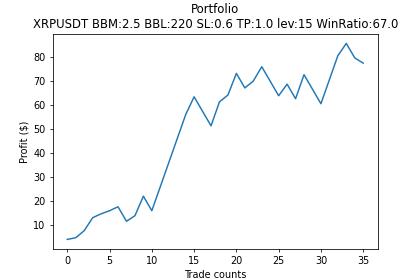 Portfolio
XRPUSDT BBM:2.5 BBL:220 SL:0.6 TP:1.0 lev:15 WinRatio:67.0
80
70
60
50
40
30
20
10
Profit ($)
0 5 10 15 20 25 30 35
Trade counts